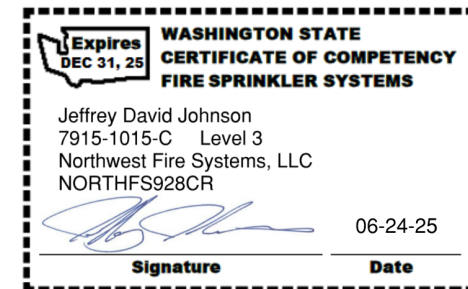 Expires
DEC 31, 25
WASHINGTON STATE
CERTIFICATE OF COMPETENCY
FIRE SPRINKLER SYSTEMS
Jeffrey David Johnson
7915-1015-C Level 3
Northwest Fire Systems, LLC
NORTHFS928CR
06-24-25
Signature
Date